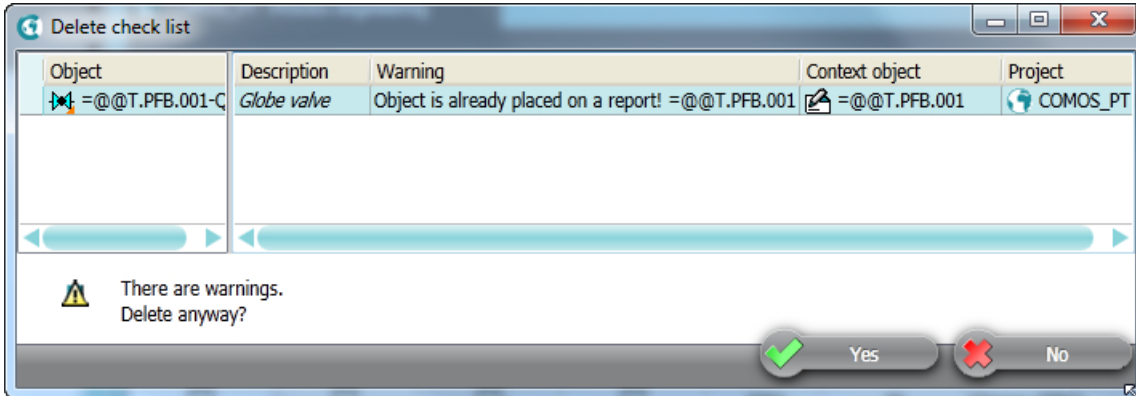 Delete check list
Object Description Warning Context object Project
=@@T.PFB.001-Q Globe valve Object is already placed on a report! =@@T.PFB.001 =@@T.PFB.001 COMOS_PT
There are warnings.
Delete anyway?
Yes No